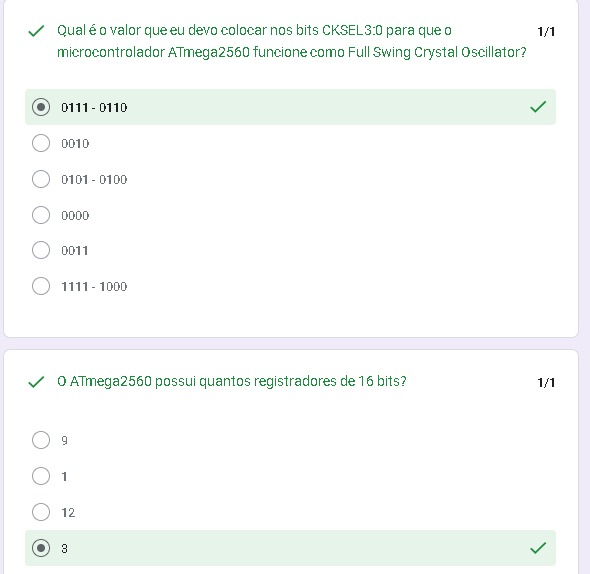 Qual é o valor que eu devo colocar nos bits CKSEL3:0 para que o
1/1
microcontrolador ATmega2560 funcione como Full Swing Crystal Oscillator?
0111 - 0110
0010
0101 - 0100
0000
0011
1111 - 1000
O ATmega2560 possui quantos registradores de 16 bits?
1/1
9
1
12
3